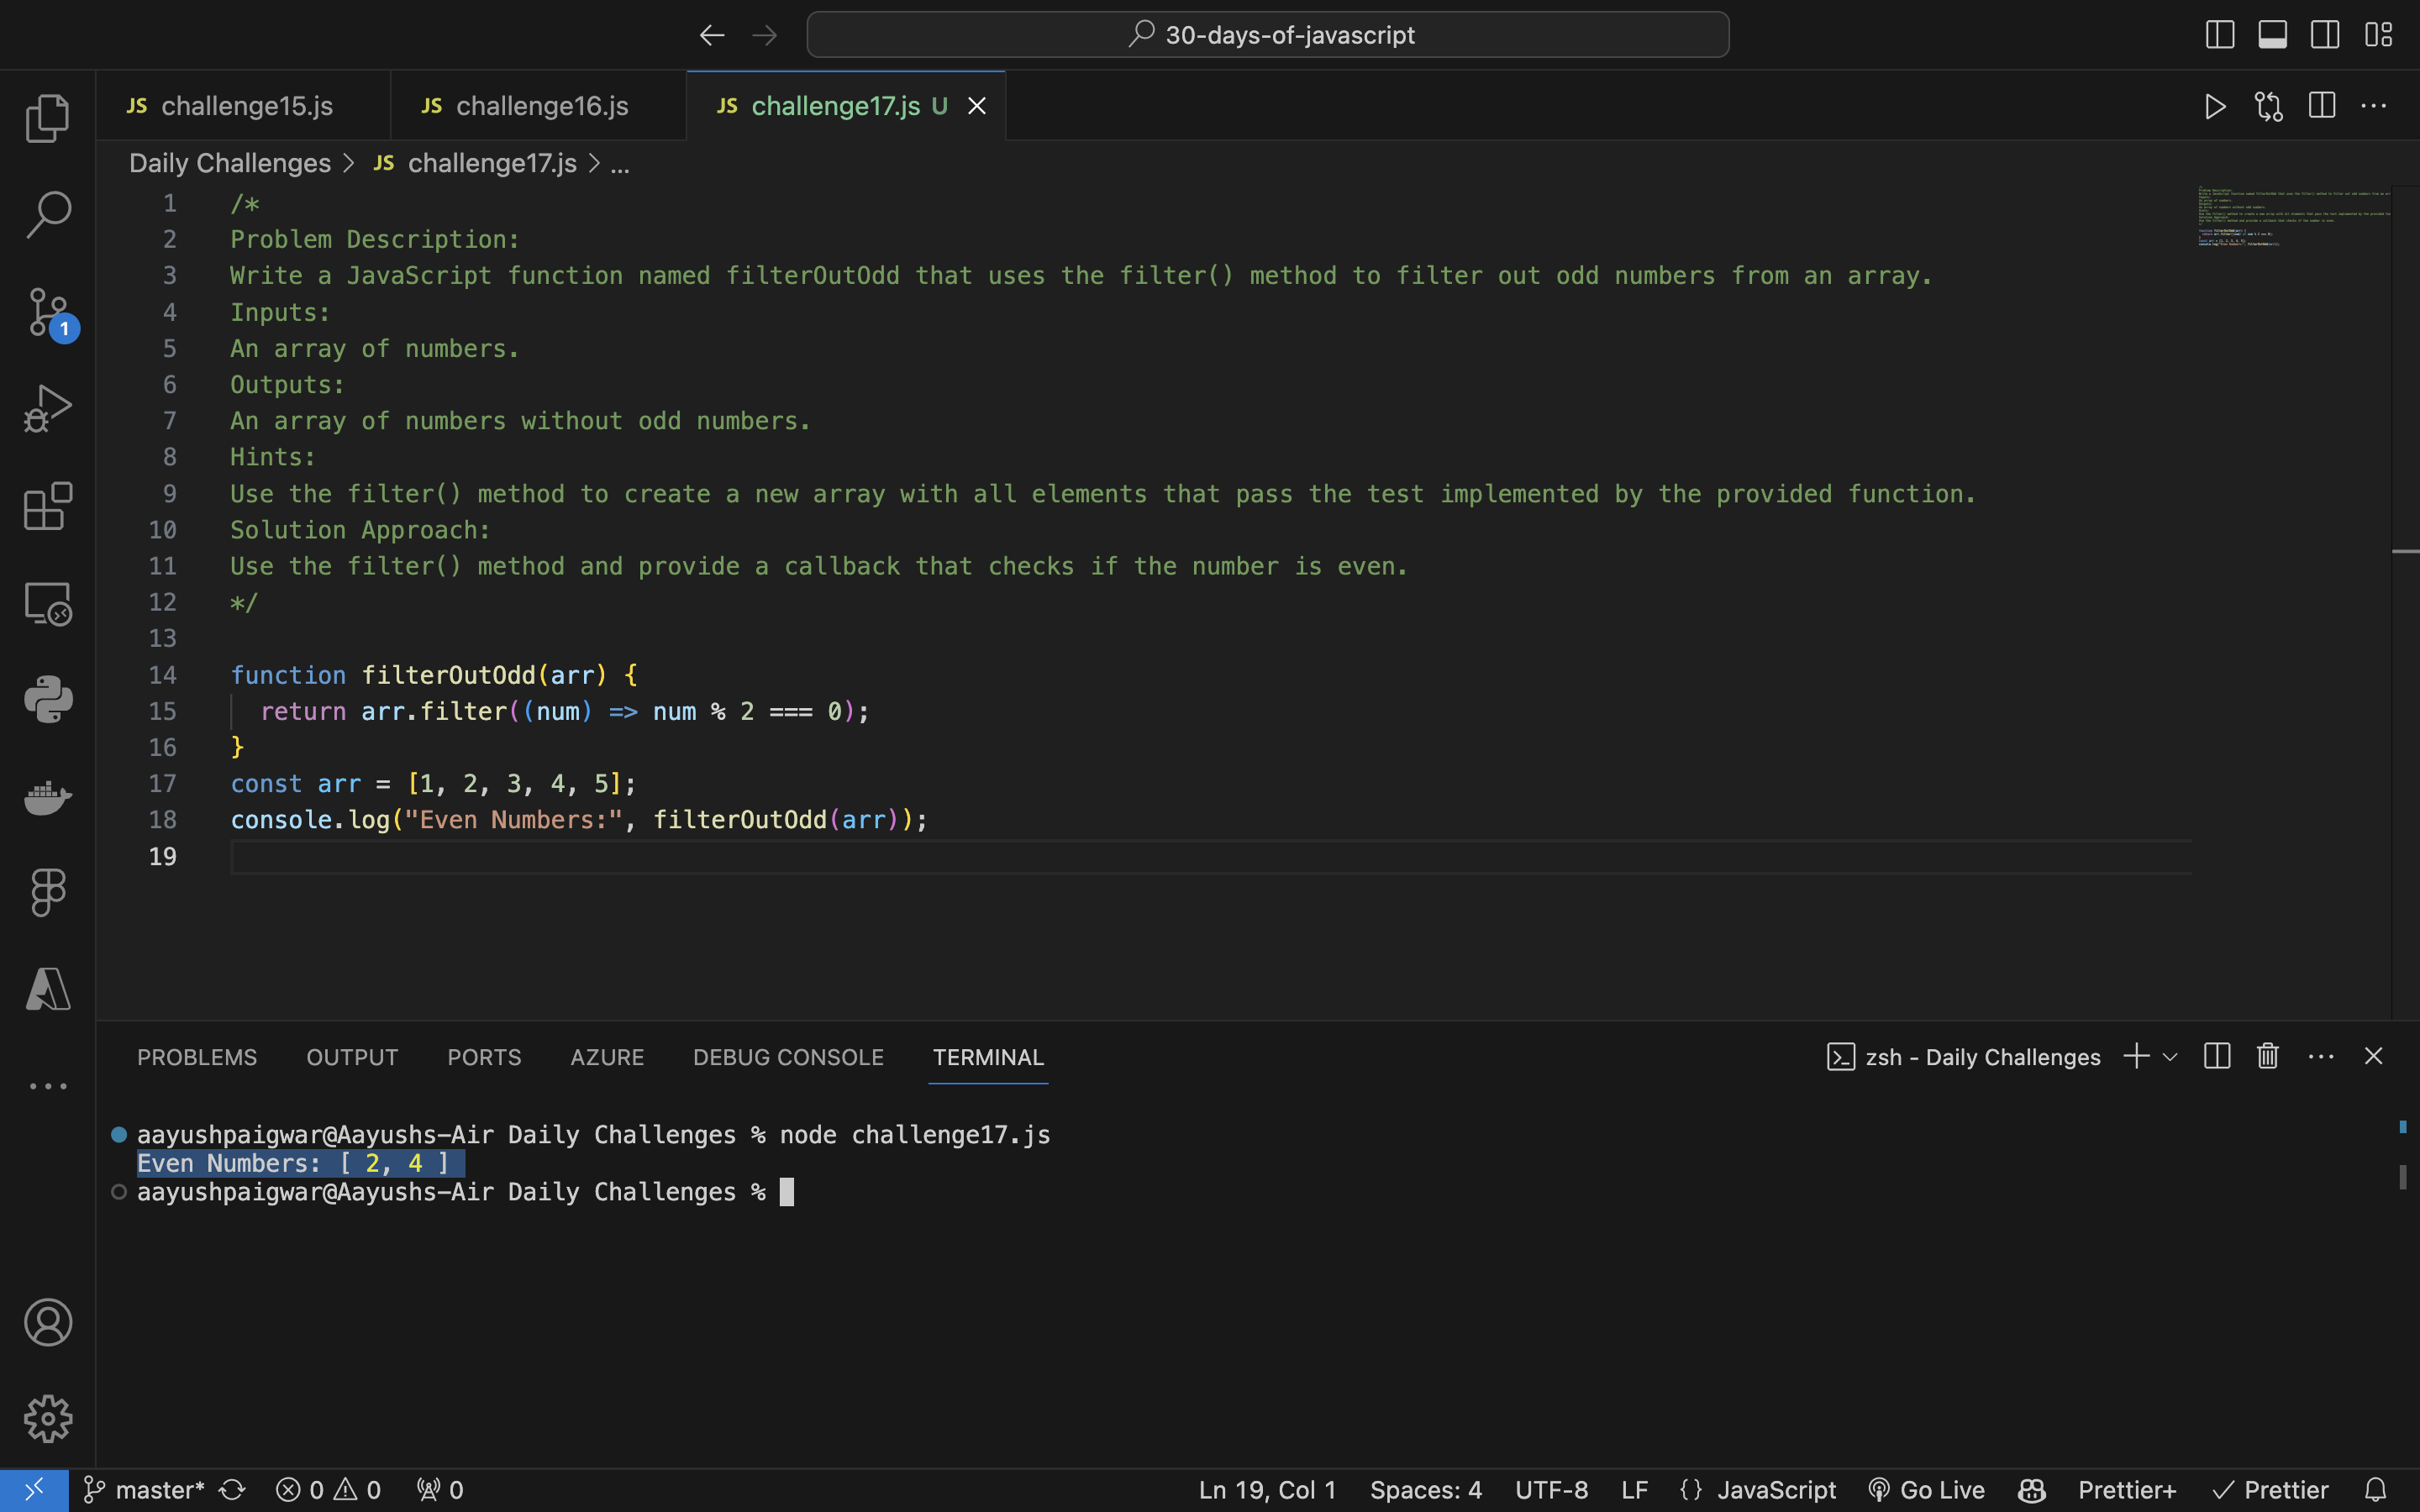 30-days-of-javascript
JS challenge15.js
JS challenge16.js
JS challenge17.js U
Daily Challenges > JS challenge17.js > ...
1 /*
2 Problem Description:
3 Write a JavaScript function named filterOutOdd that uses the filter() method to filter out odd numbers from an array.
4 Inputs:
5 An array of numbers.
6 Outputs:
7 An array of numbers without odd numbers.
8 Hints:
9 Use the filter() method to create a new array with all elements that pass the test implemented by the provided function.
10 Solution Approach:
11 Use the filter() method and provide a callback that checks if the number is even.
12 */
13
14 function filterOutOdd(arr) {
15 return arr.filter((num) => num % 2 === 0);
16 }
17 const arr = [1, 2, 3, 4, 5];
18 console.log("Even Numbers:", filterOutOdd(arr));
19
1
PROBLEMS OUTPUT PORTS AZURE DEBUG CONSOLE TERMINAL zsh - Daily Challenges
aayushpaigwar@Aayushs-Air Daily Challenges % node challenge17.js
Even Numbers: [ 2, 4 ]
aayushpaigwar@Aayushs-Air Daily Challenges %
master* 0 0 0 Ln 19, Col 1 Spaces: 4 UTF-8 LF {} JavaScript Go Live Prettier+ Prettier